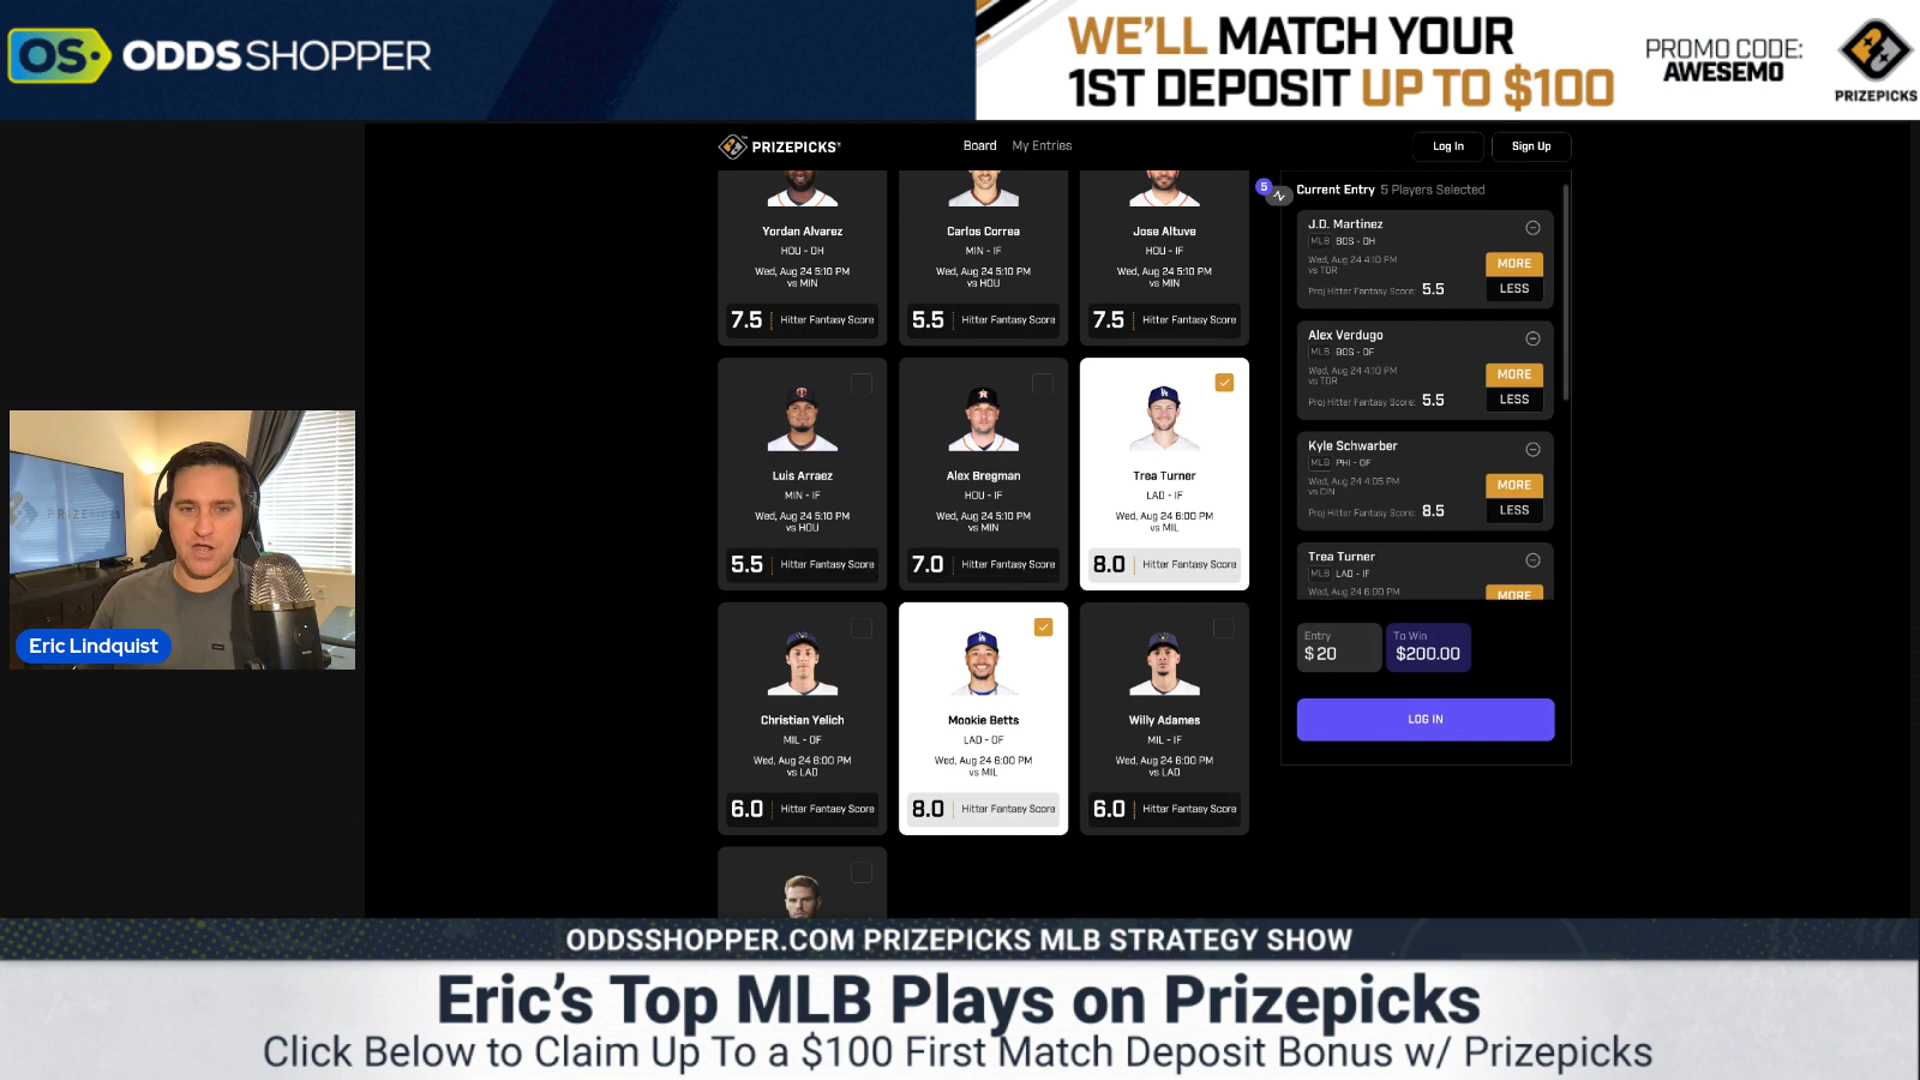 OS ODDSSHOPPER
WE'LL MATCH YOUR
1ST DEPOSIT UP TO $100
PROMO CODE:
AWESEMO
PRIZEPICKS
PRIZEPICKS
Board My Entries
Log In Sign Up
Yordan Alvarez
HOU - DH
Wed, Aug 24 5:10 PM
vs MIN
7.5 Hitter Fantasy Score
Carlos Correa
MIN - IF
Wed, Aug 24 5:10 PM
vs HOU
5.5 Hitter Fantasy Score
Jose Altuve
HOU - IF
Wed, Aug 24 5:10 PM
vs MIN
7.5 Hitter Fantasy Score
Luis Arraez
MIN - IF
Wed, Aug 24 5:10 PM
vs HOU
5.5 Hitter Fantasy Score
Alex Bregman
HOU - IF
Wed, Aug 24 5:10 PM
vs MIN
7.0 Hitter Fantasy Score
Trea Turner
LAD - IF
Wed, Aug 24 6:00 PM
vs MIL
8.0 Hitter Fantasy Score
Christian Yelich
MIL - OF
Wed, Aug 24 6:00 PM
vs LAD
6.0 Hitter Fantasy Score
Mookie Betts
LAD - OF
Wed, Aug 24 6:00 PM
vs MIL
8.0 Hitter Fantasy Score
Willy Adames
MIL - IF
Wed, Aug 24 6:00 PM
vs LAD
6.0 Hitter Fantasy Score
5
Current Entry 5 Players Selected
J.D. Martinez
MLB BOS - DH
Wed, Aug 24 4:10 PM
vs TOR
Proj Hitter Fantasy Score: 5.5
MORE
LESS
Alex Verdugo
MLB BOS - OF
Wed, Aug 24 4:10 PM
vs TOR
Proj Hitter Fantasy Score: 5.5
MORE
LESS
Kyle Schwarber
MLB PHI - OF
Wed, Aug 24 4:05 PM
vs CIN
Proj Hitter Fantasy Score: 8.5
MORE
LESS
Trea Turner
MLB LAD - IF
Wed, Aug 24 6:00 PM
MORE
Entry
$ 20
To Win
$200.00
LOG IN
PRIZEPICKS
Eric Lindquist
ODDSSHOPPER.COM PRIZEPICKS MLB STRATEGY SHOW
Eric's Top MLB Plays on Prizepicks
Click Below to Claim Up To a $100 First Match Deposit Bonus w/ Prizepicks